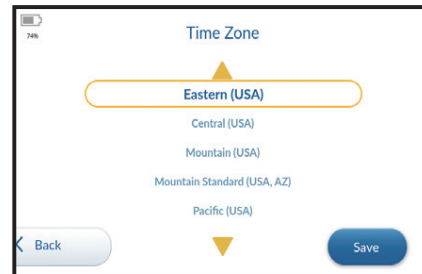 74%
Time Zone
Eastern (USA)
Central (USA)
Mountain (USA)
Mountain Standard (USA, AZ)
Pacific (USA)
Back
Save